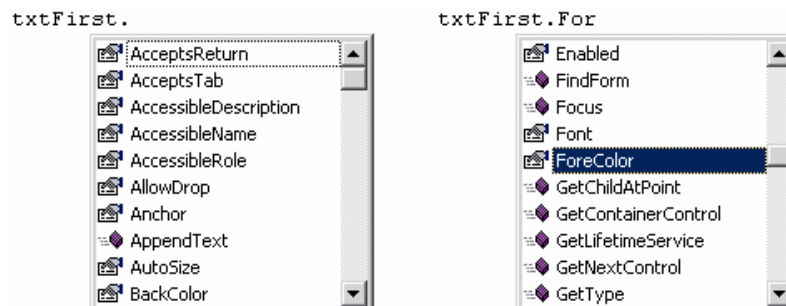 txtFirst.
AcceptsReturn
AcceptsTab
AccessibleDescription
AccessibleName
AccessibleRole
AllowDrop
Anchor
AppendText
AutoSize
BackColor
txtFirst.For
Enabled
FindForm
Focus
Font
ForeColor
GetChildAtPoint
GetContainerControl
GetLifetimeService
GetNextControl
GetType